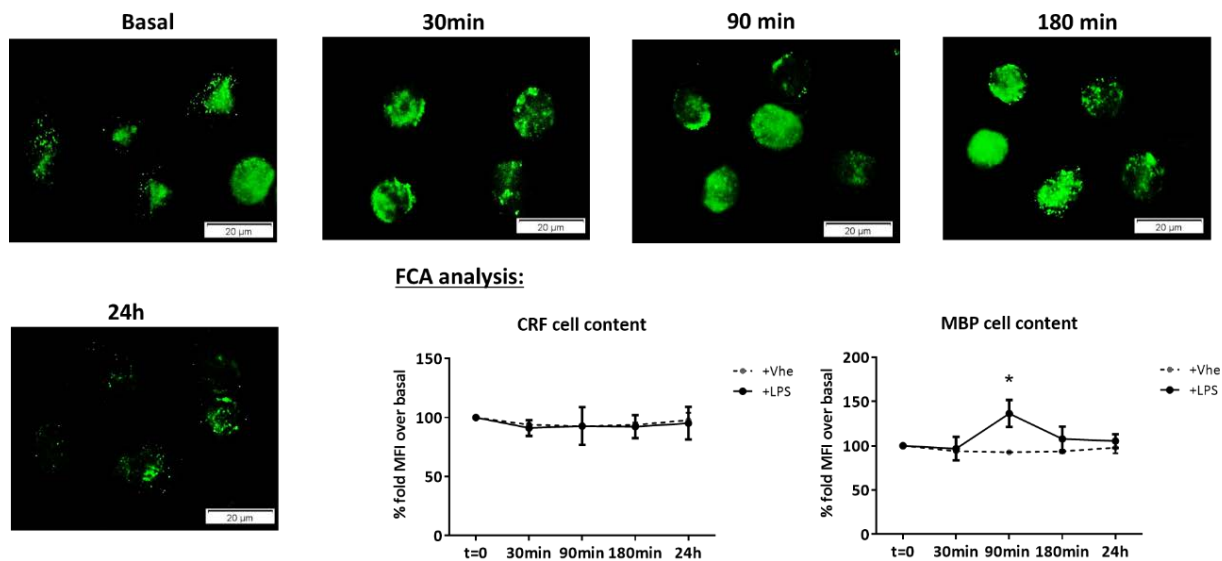 Basal
30min
90 min
180 min
20 µm
20 µm
20 µm
20 µm
24h
20 µm
FCA analysis:
CRF cell content
% fold MFI over basal
150
100
50
0
t=0 30min 90min 180min 24h
+Vhe
+LPS
MBP cell content
% fold MFI over basal
200
150
100
50
0
*
t=0 30min 90min 180min 24h
+Vhe
+LPS